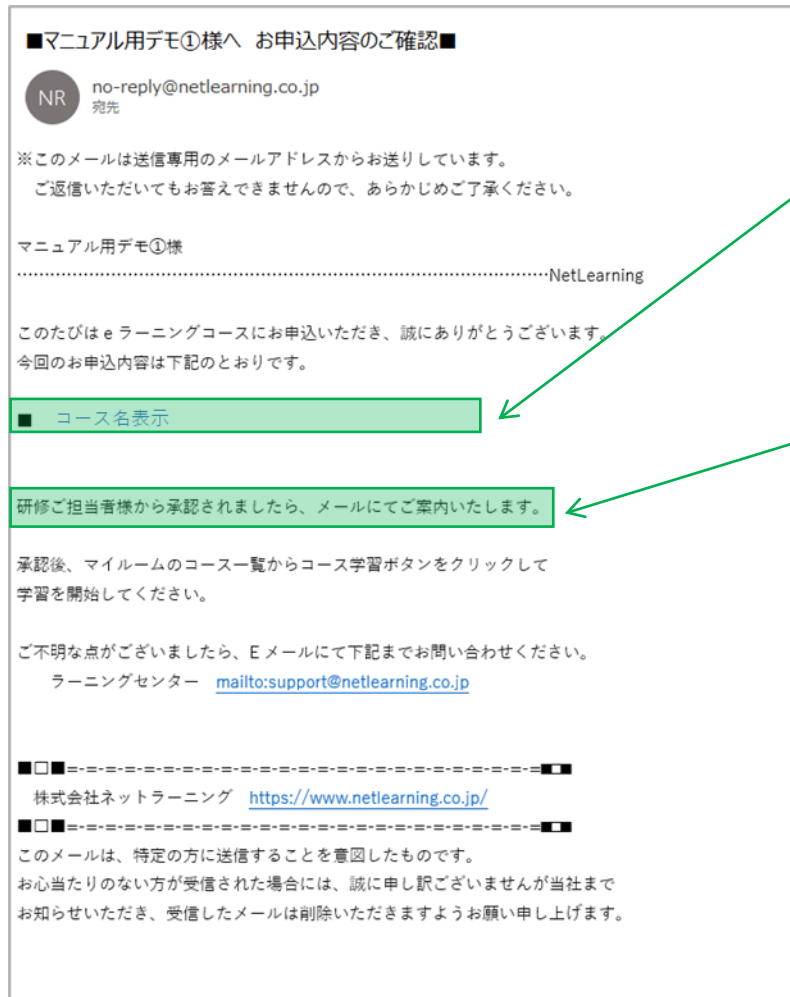 ■マニュアル用デモ①様へ お申込内容のご確認■
NR
no-reply@netlearning.co.jp
宛先
※このメールは送信専用のメールアドレスからお送りしています。
ご返信いただいてもお答えできませんので、あらかじめご了承ください。
マニュアル用デモ①様
………………………………………………………………………………………NetLearning
このたびはｅラーニングコースにお申込いただき、誠にありがとうございます。
今回のお申込内容は下記のとおりです。
■ コース名表示
研修ご担当者様から承認されましたら、メールにてご案内いたします。
承認後、マイルームのコース一覧からコース学習ボタンをクリックして
学習を開始してください。
ご不明な点がございましたら、Ｅメールにて下記までお問い合わせください。
ラーニングセンター mailto:support@netlearning.co.jp
■□■=-=-=-=-=-=-=-=-=-=-=-=-=-=-=-=-=-=-=-=-=-=-=-=-=■□■
株式会社ネットラーニング https://www.netlearning.co.jp/
■□■=-=-=-=-=-=-=-=-=-=-=-=-=-=-=-=-=-=-=-=-=-=-=-=-=■□■
このメールは、特定の方に送信することを意図したものです。
お心当たりのない方が受信された場合には、誠に申し訳ございませんが当社まで
お知らせいただき、受信したメールは削除いただきますようお願い申し上げます。